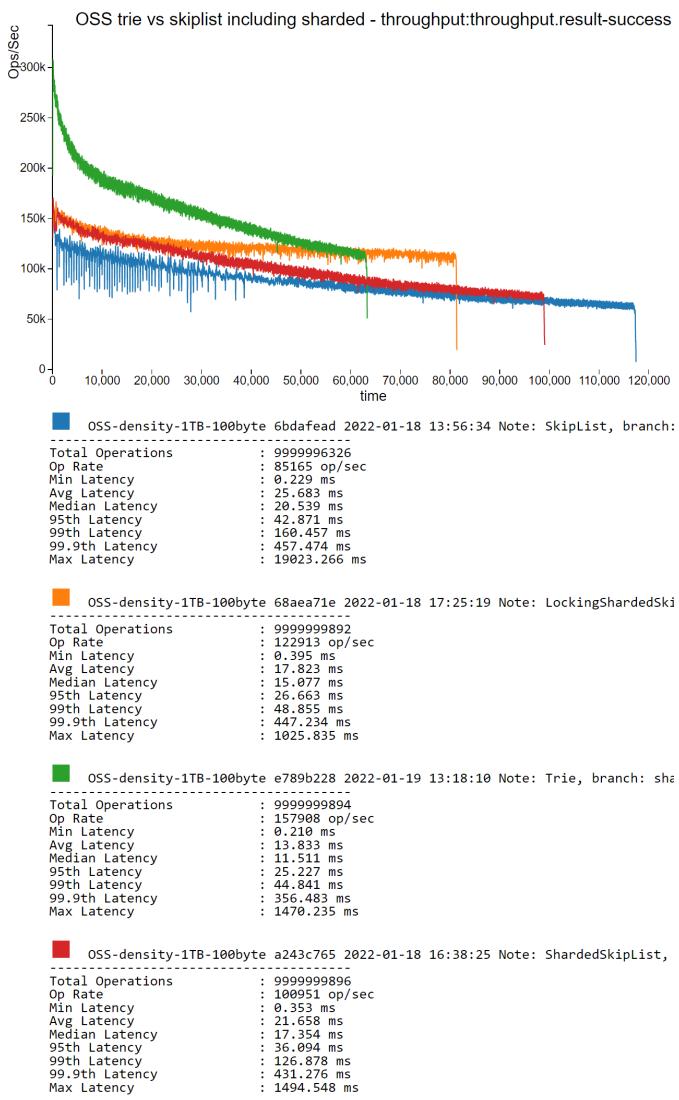 OSS trie vs skiplist including sharded - throughput:throughput.result-success
Ops/Sec
300k
250k
200k
150k
100k
50k
0
0 10,000 20,000 30,000 40,000 50,000 60,000 70,000 80,000 90,000 100,000 110,000 120,000
time
OSS-density-1TB-100byte 6bdafead 2022-01-18 13:56:34 Note: SkipList, branch:
---------------------------------------
Total Operations : 9999996326
Op Rate : 85165 op/sec
Min Latency : 0.229 ms
Avg Latency : 25.683 ms
Median Latency : 20.539 ms
95th Latency : 42.871 ms
99th Latency : 160.457 ms
99.9th Latency : 457.474 ms
Max Latency : 19023.266 ms
OSS-density-1TB-100byte 68aea71e 2022-01-18 17:25:19 Note: LockingShardedSki
---------------------------------------
Total Operations : 9999999892
Op Rate : 122913 op/sec
Min Latency : 0.395 ms
Avg Latency : 17.823 ms
Median Latency : 15.077 ms
95th Latency : 26.663 ms
99th Latency : 48.855 ms
99.9th Latency : 447.234 ms
Max Latency : 1025.835 ms
OSS-density-1TB-100byte e789b228 2022-01-19 13:18:10 Note: Trie, branch: sha
---------------------------------------
Total Operations : 9999999894
Op Rate : 157908 op/sec
Min Latency : 0.210 ms
Avg Latency : 13.833 ms
Median Latency : 11.511 ms
95th Latency : 25.227 ms
99th Latency : 44.841 ms
99.9th Latency : 356.483 ms
Max Latency : 1470.235 ms
OSS-density-1TB-100byte a243c765 2022-01-18 16:38:25 Note: ShardedSkipList,
---------------------------------------
Total Operations : 9999999896
Op Rate : 100951 op/sec
Min Latency : 0.353 ms
Avg Latency : 21.658 ms
Median Latency : 17.354 ms
95th Latency : 36.094 ms
99th Latency : 126.878 ms
99.9th Latency : 431.276 ms
Max Latency : 1494.548 ms